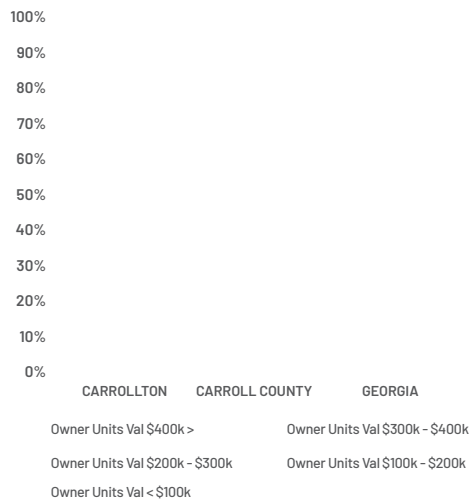 100%
90%
80%
70%
60%
50%
40%
30%
20%
10%
0%
CARROLLTON CARROLL COUNTY GEORGIA
Owner Units Val $400k > Owner Units Val $300k - $400k
Owner Units Val $200k - $300k Owner Units Val $100k - $200k
Owner Units Val < $100k